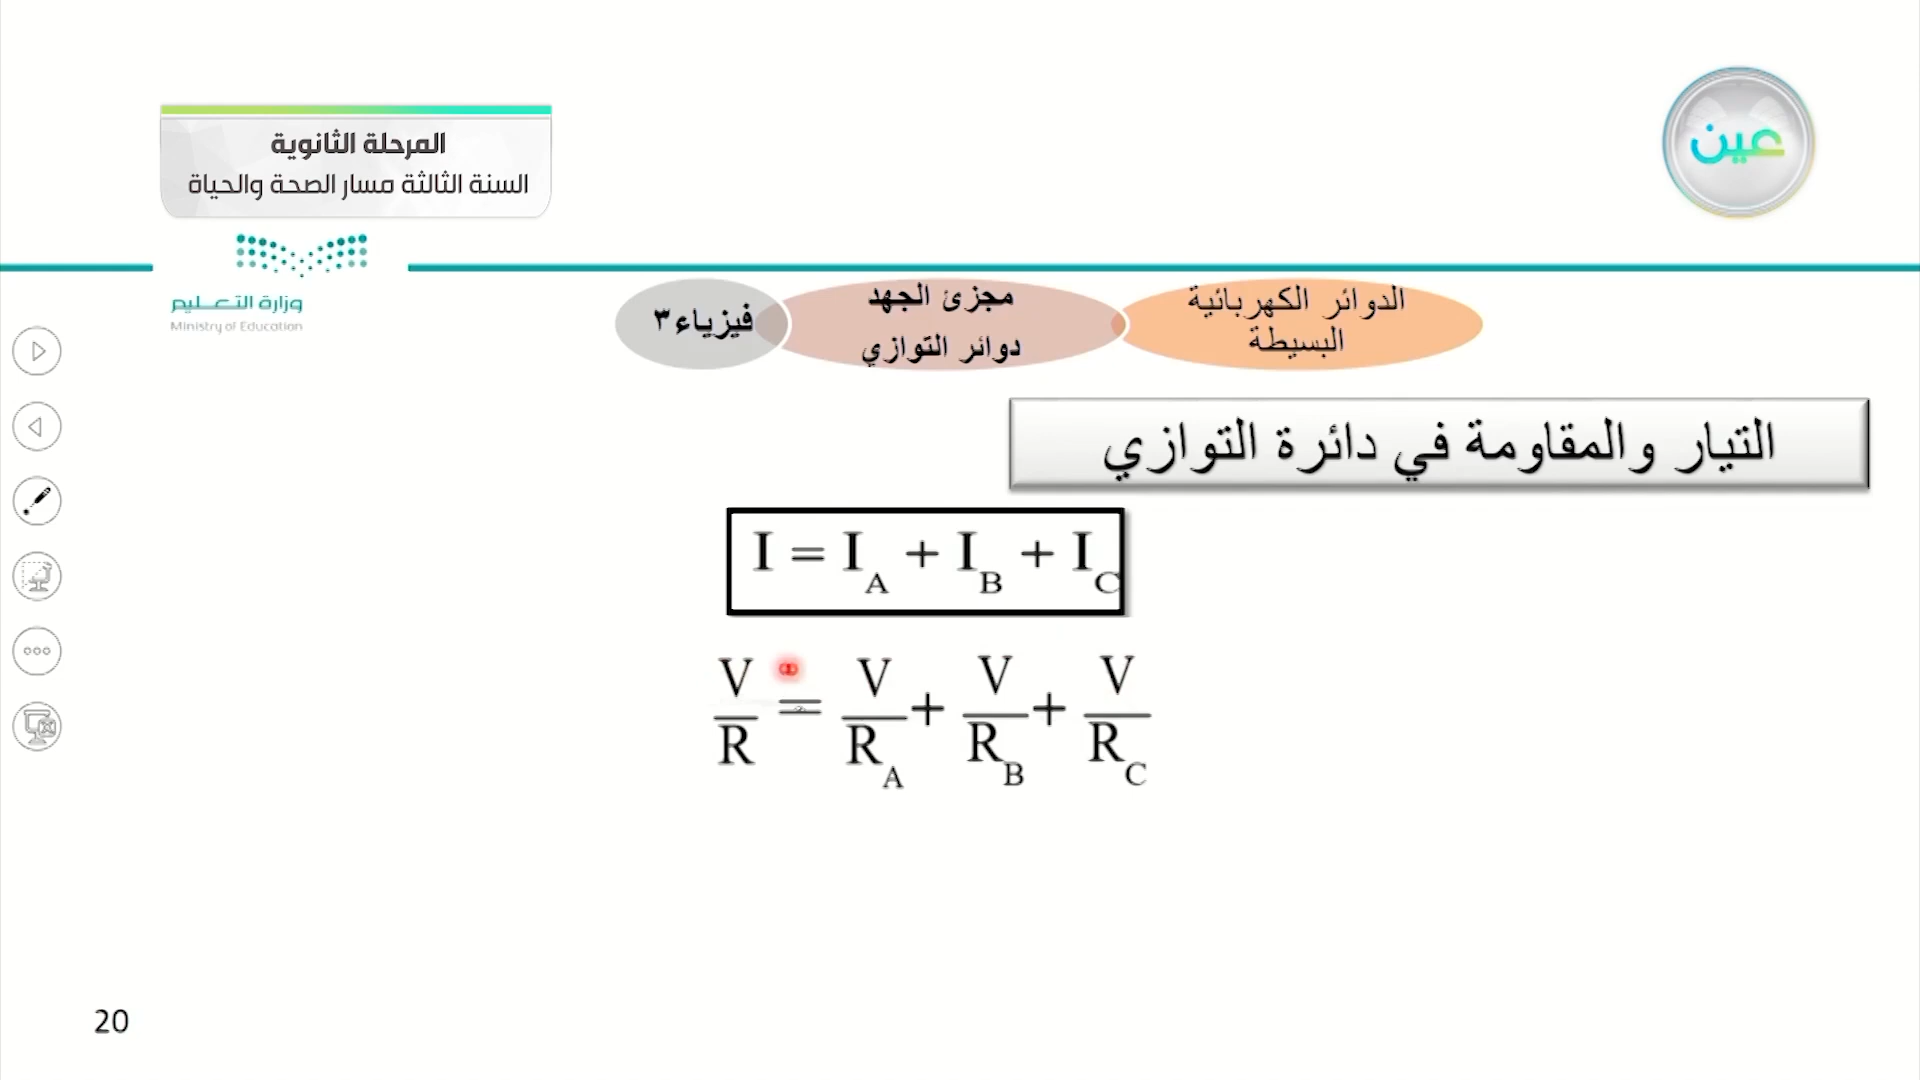 عين
المرحلة الثانوية
السنة الثالثة مسار الصحة والحياة
وزارة التعليم
Ministry of Education
الدوائر الكهربائية
البسيطة
مجزئ الجهد
دوائر التوازي
فيزياء٣
التيار والمقاومة في دائرة التوازي
I = I_A + I_B + I_C
V/R = V/R_A + V/R_B + V/R_C
20